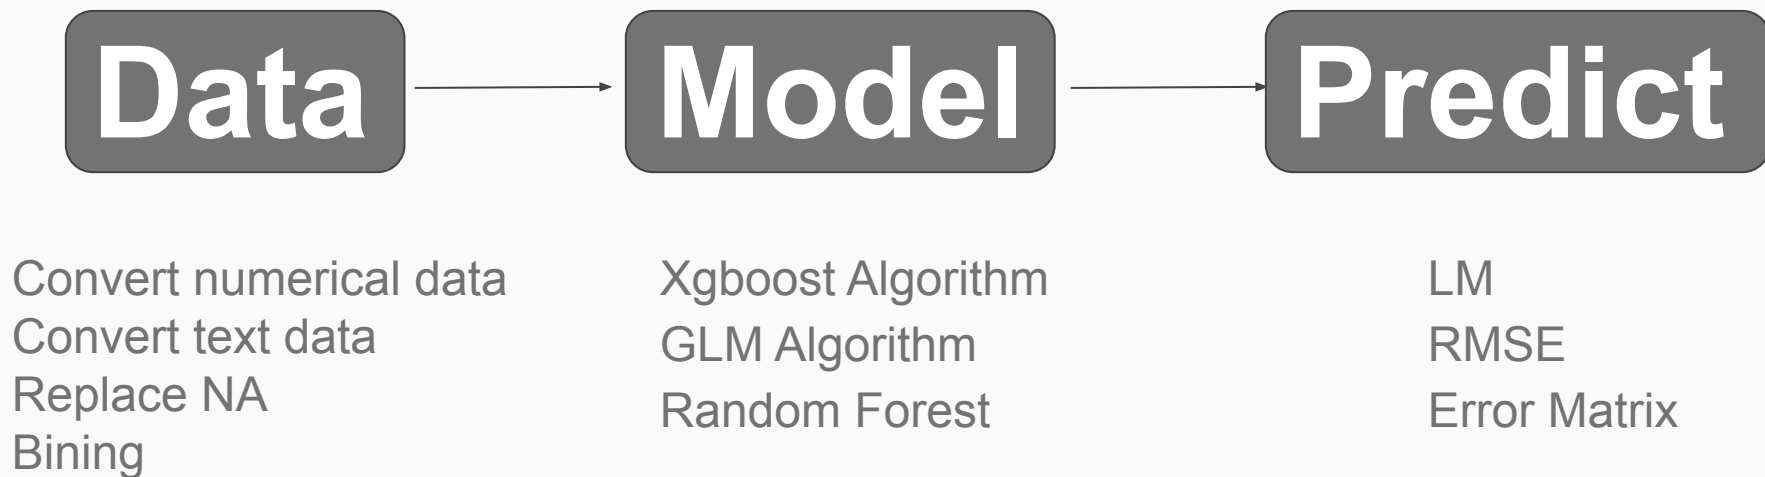 Data
Model
Predict
Convert numerical data
Convert text data
Replace NA
Bining
Xgboost Algorithm
GLM Algorithm
Random Forest
LM
RMSE
Error Matrix